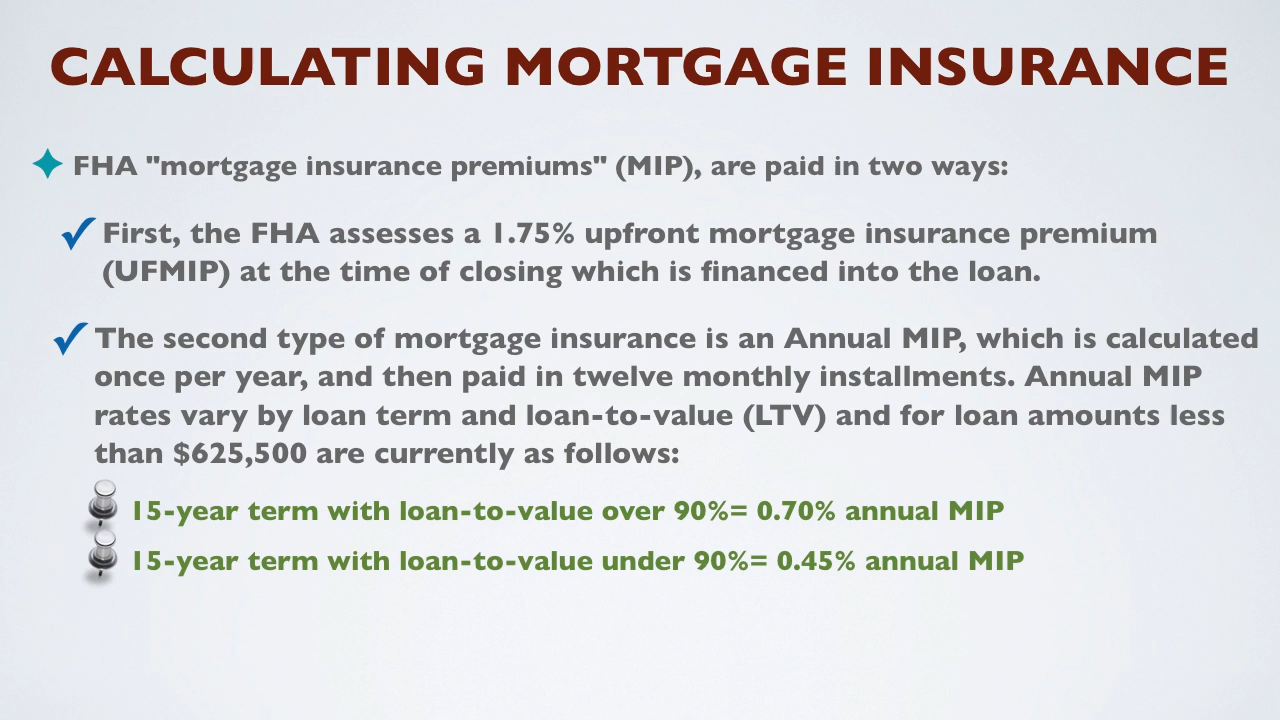 CALCULATING MORTGAGE INSURANCE
FHA "mortgage insurance premiums" (MIP), are paid in two ways:
First, the FHA assesses a 1.75% upfront mortgage insurance premium
(UFMIP) at the time of closing which is financed into the loan.
The second type of mortgage insurance is an Annual MIP, which is calculated
once per year, and then paid in twelve monthly installments. Annual MIP
rates vary by loan term and loan-to-value (LTV) and for loan amounts less
than $625,500 are currently as follows:
15-year term with loan-to-value over 90%= 0.70% annual MIP
15-year term with loan-to-value under 90%= 0.45% annual MIP